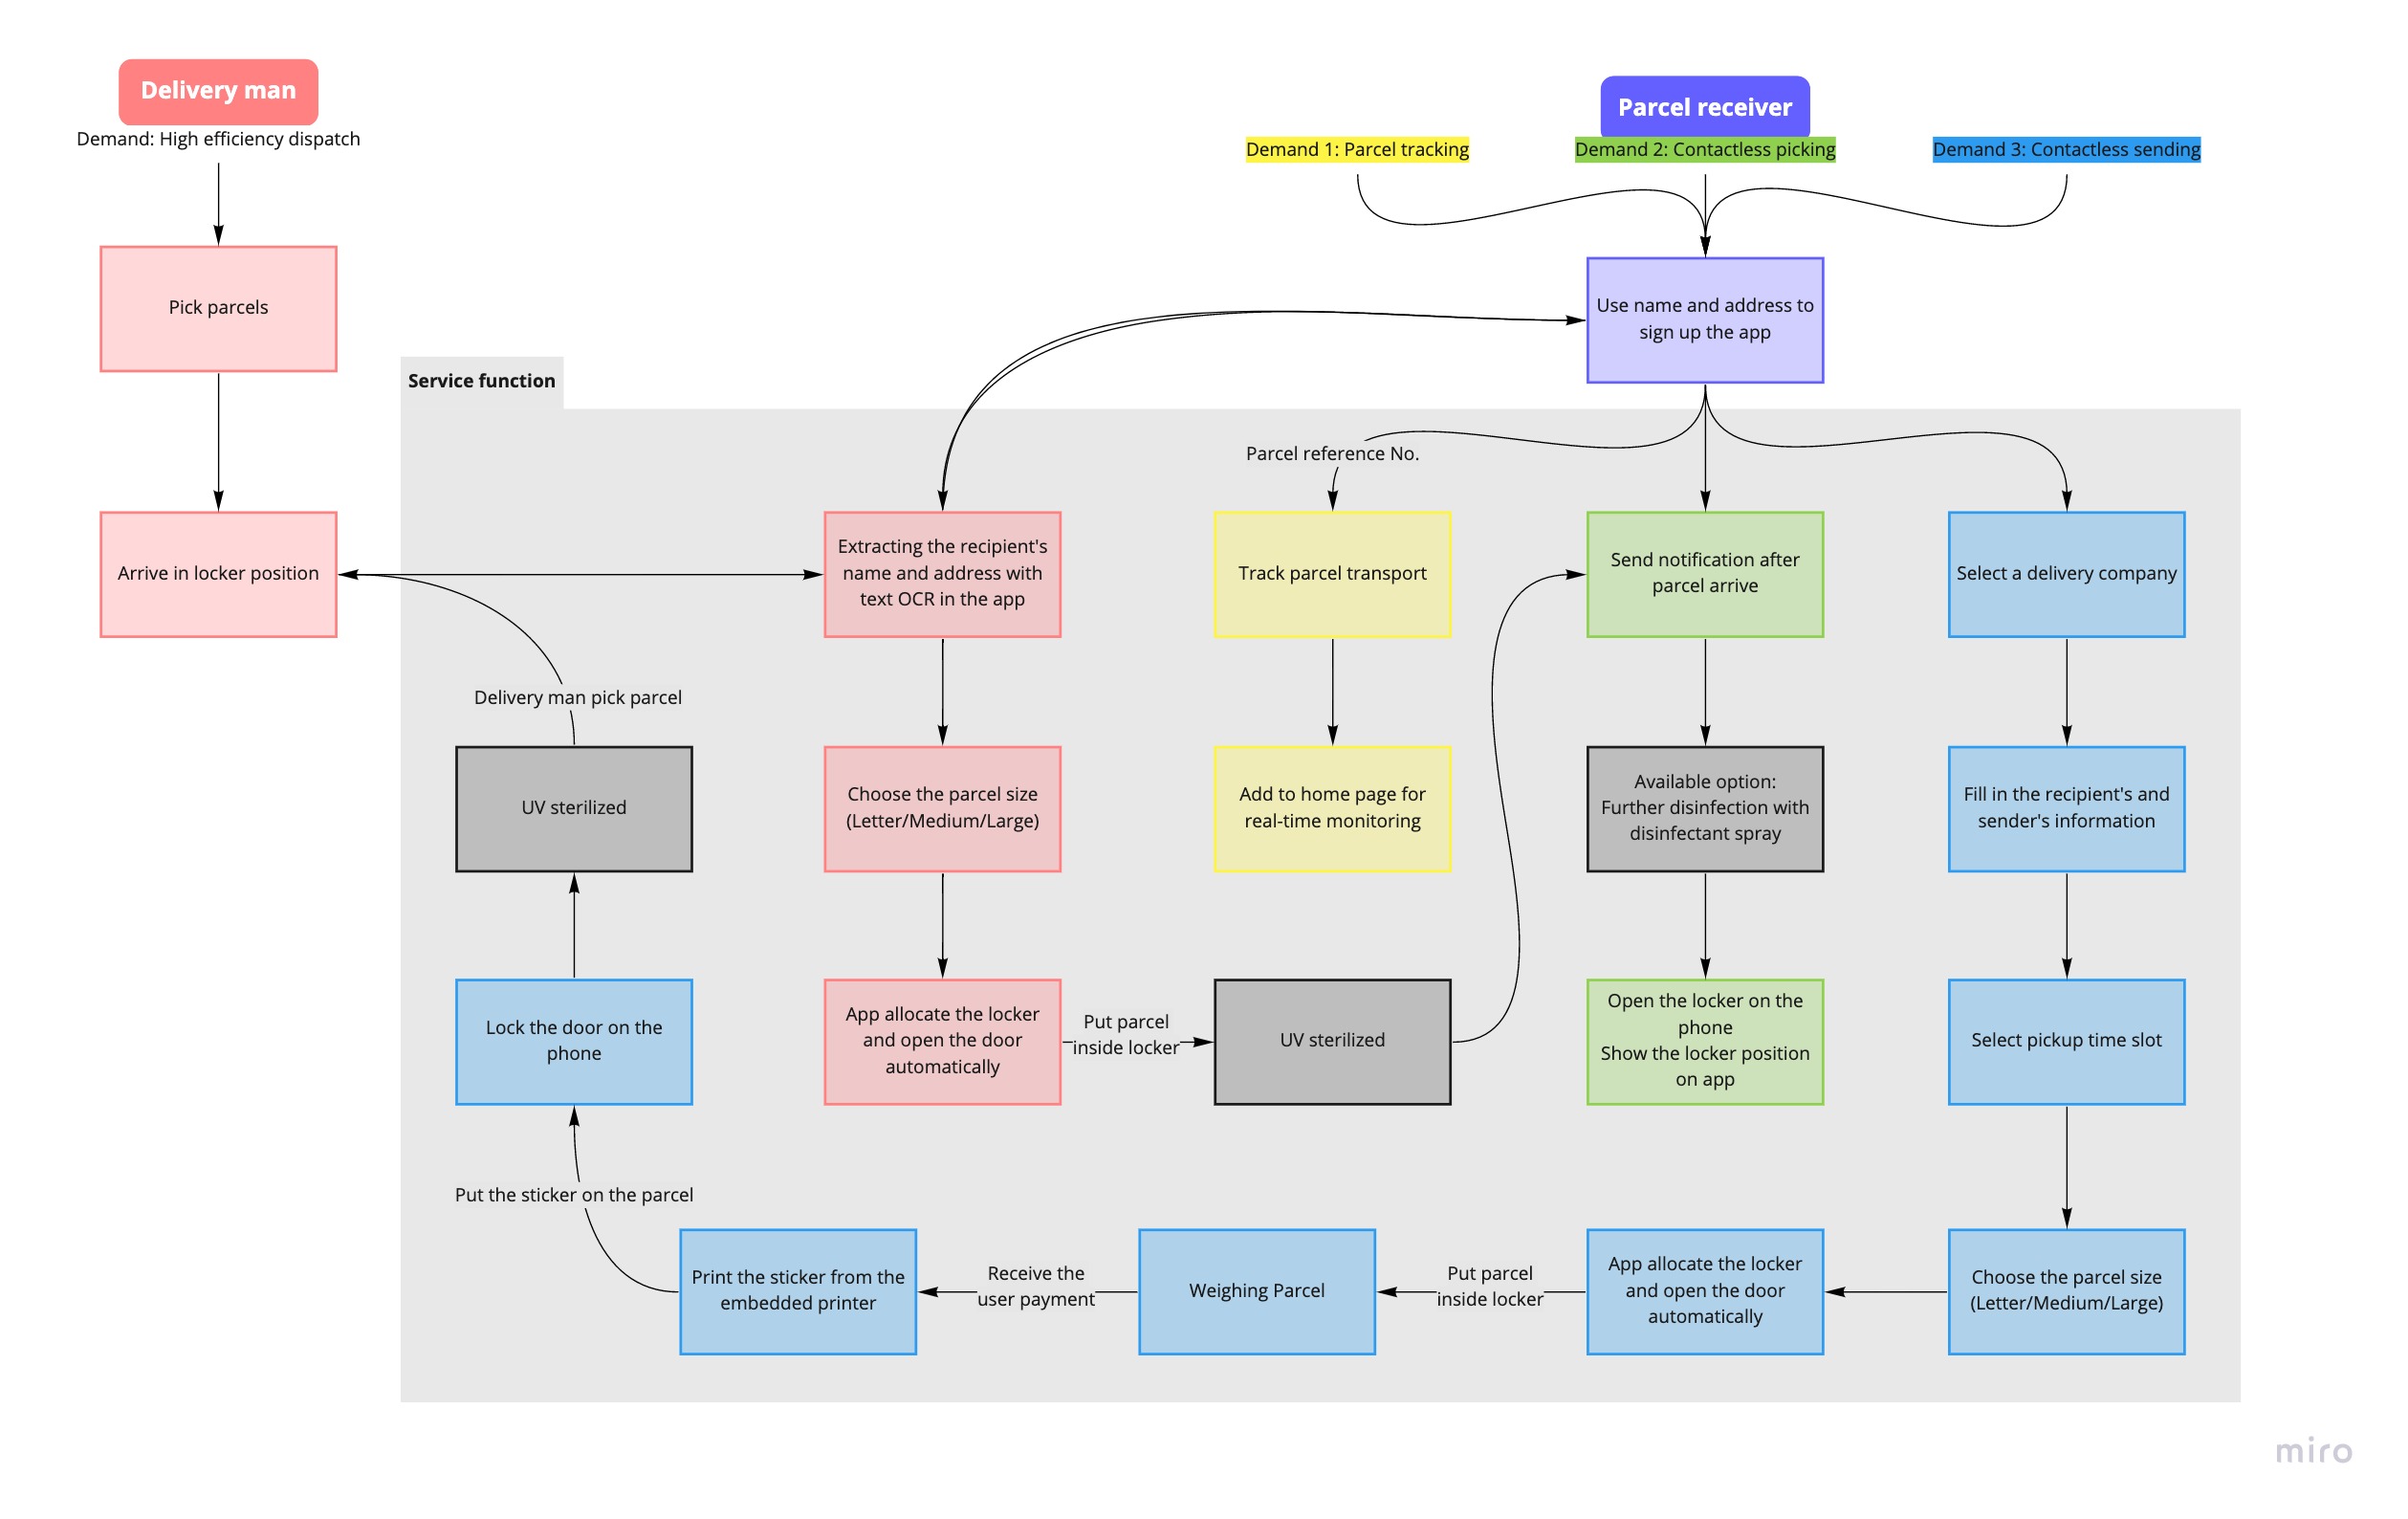 Delivery man
Demand: High efficiency dispatch
Parcel receiver
Demand 1: Parcel tracking
Demand 2: Contactless picking
Demand 3: Contactless sending
Pick parcels
Use name and address to
sign up the app
Service function
Parcel reference No.
Arrive in locker position
Extracting the recipient's
name and address with
text OCR in the app
Track parcel transport
Send notification after
parcel arrive
Select a delivery company
Delivery man pick parcel
UV sterilized
Choose the parcel size
(Letter/Medium/Large)
Add to home page for
real-time monitoring
Available option:
Further disinfection with
disinfectant spray
Fill in the recipient's and
sender's information
Lock the door on the
phone
App allocate the locker
and open the door
automatically
Put parcel
inside locker
UV sterilized
Open the locker on the
phone
Show the locker position
on app
Select pickup time slot
Put the sticker on the parcel
Print the sticker from the
embedded printer
Receive the
user payment
Weighing Parcel
Put parcel
inside locker
App allocate the locker
and open the door
automatically
Choose the parcel size
(Letter/Medium/Large)
miro